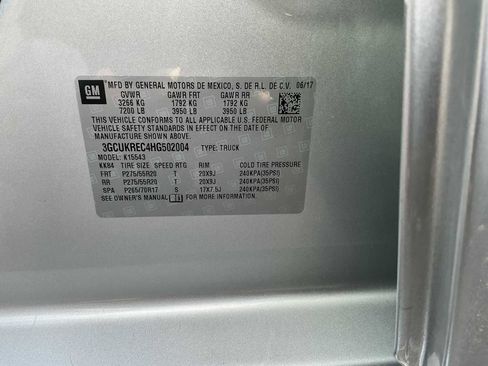 GM
MFD BY GENERAL MOTORS DE MEXICO, S. DE R.L. DE C.V. 06/17
GVWR GAWR FRT GAWR RR
3266 KG 1792 KG 1792 KG
7200 LB 3950 LB 3950 LB
THIS VEHICLE CONFORMS TO ALL APPLICABLE U.S. FEDERAL MOTOR
VEHICLE SAFETY STANDARDS IN EFFECT ON THE DATE OF
MANUFACTURE SHOWN ABOVE.
3GCUKREC4HG502004 TYPE: TRUCK
MODEL: K15543
KK84 TIRE SIZE SPEED RTG RIM COLD TIRE PRESSURE
FRT P275/55R20 T 20X9J 240KPA(35PSI)
RR P275/55R20 T 20X9J 240KPA(35PSI)
SPA P265/70R17 S 17X7.5J 240KPA(35PSI)
SEE OWNER'S MANUAL FOR MORE INFORMATION.